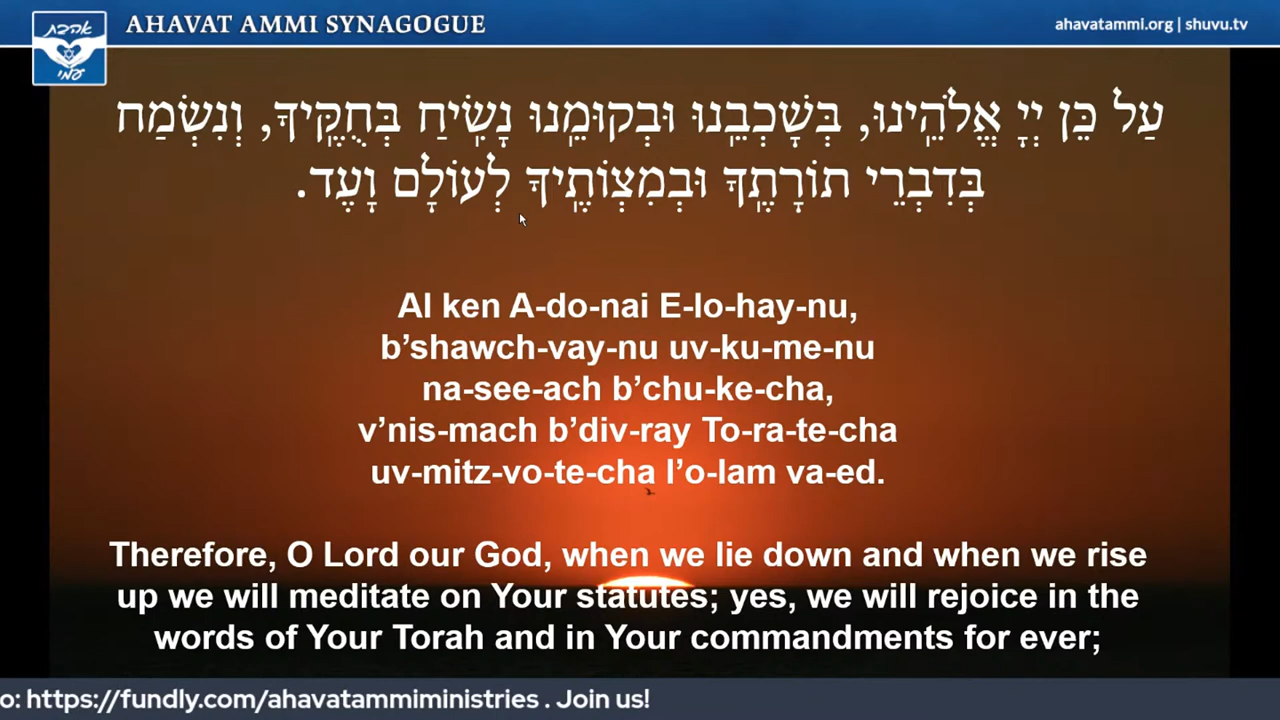 אהבת
עמי
AHAVAT AMMI SYNAGOGUE
ahavatammi.org | shuvu.tv
עַל כֵּן יְיָ אֱלֹהֵֽינוּ, בְּשָׁכְבֵֽנוּ וּבְקוּמֵֽנוּ נָשִֽׂיחַ בְּחֻקֶּֽיךָ, וְנִשְׂמַח
בְּדִבְרֵי תוֹרָתֶֽךָ וּבְמִצְוֹתֶֽיךָ לְעוֹלָם וָעֶד.
Al ken A-do-nai E-lo-hay-nu,
b’shawch-vay-nu uv-ku-me-nu
na-see-ach b’chu-ke-cha,
v’nis-mach b’div-ray To-ra-te-cha
uv-mitz-vo-te-cha l’o-lam va-ed.
Therefore, O Lord our God, when we lie down and when we rise
up we will meditate on Your statutes; yes, we will rejoice in the
words of Your Torah and in Your commandments for ever;
o: https://fundly.com/ahavatammiministries . Join us!